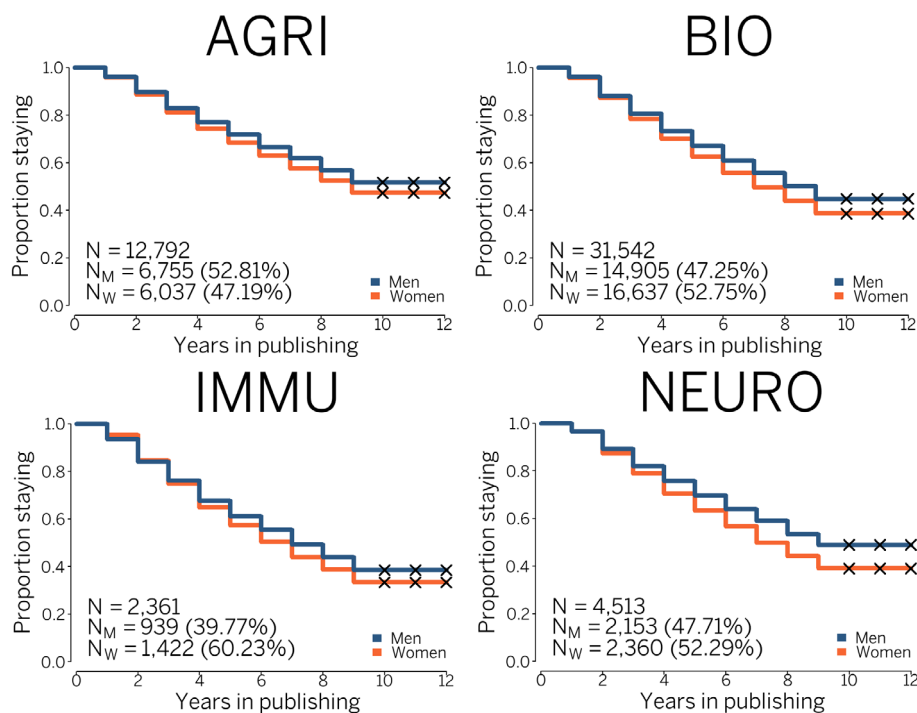 AGRI
1.0
0.8
0.6
0.4
0.2
0.0
Proportion staying
N = 12,792
N_M = 6,755 (52.81%)
N_W = 6,037 (47.19%)
Men
Women
0 2 4 6 8 10 12
Years in publishing
BIO
1.0
0.8
0.6
0.4
0.2
0.0
Proportion staying
N = 31,542
N_M = 14,905 (47.25%)
N_W = 16,637 (52.75%)
Men
Women
0 2 4 6 8 10 12
Years in publishing
IMMU
1.0
0.8
0.6
0.4
0.2
0.0
Proportion staying
N = 2,361
N_M = 939 (39.77%)
N_W = 1,422 (60.23%)
Men
Women
0 2 4 6 8 10 12
Years in publishing
NEURO
1.0
0.8
0.6
0.4
0.2
0.0
Proportion staying
N = 4,513
N_M = 2,153 (47.71%)
N_W = 2,360 (52.29%)
Men
Women
0 2 4 6 8 10 12
Years in publishing